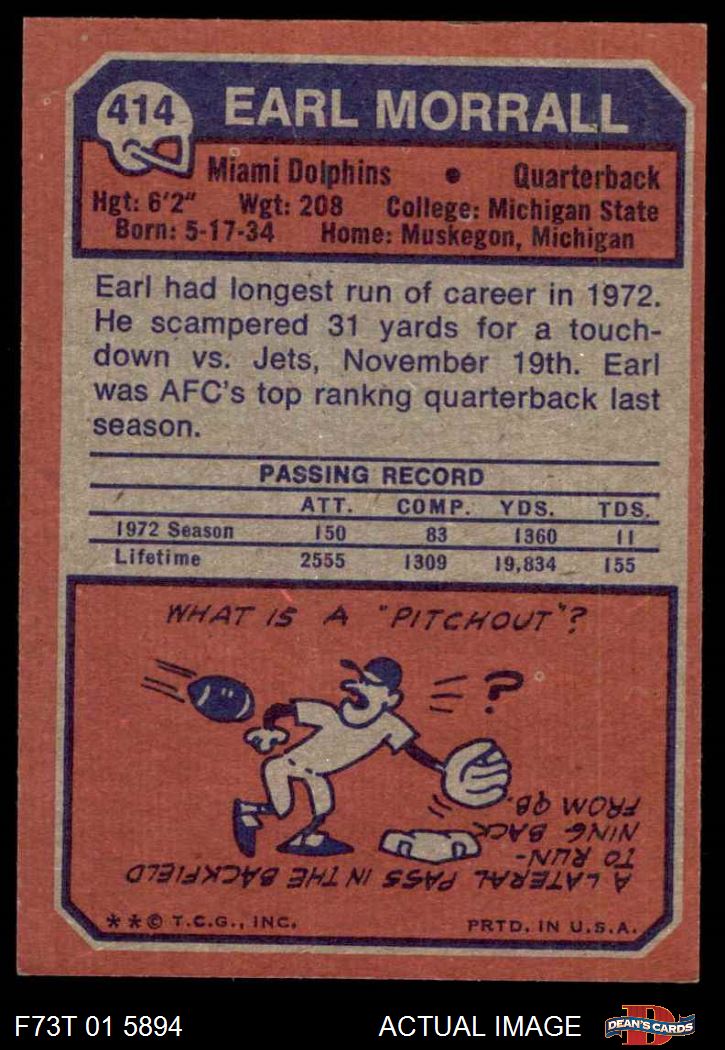 414 EARL MORRALL
Miami Dolphins • Quarterback
Hgt: 6'2" Wgt: 208 College: Michigan State
Born: 5-17-34 Home: Muskegon, Michigan
Earl had longest run of career in 1972.
He scampered 31 yards for a touch-
down vs. Jets, November 19th. Earl
was AFC's top rankng quarterback last
season.
PASSING RECORD
ATT. COMP. YDS. TDS.
1972 Season 150 83 1360 11
Lifetime 2555 1309 19,834 155
WHAT IS A "PITCHOUT"?
?
A LATERAL PASS IN THE BACKFIELD
TO RUN-
NING BACK
FROM QB.
**© T.C.G., INC. PRTD. IN U.S.A.
F73T 01 5894 ACTUAL IMAGE
D
DEAN'S CARDS